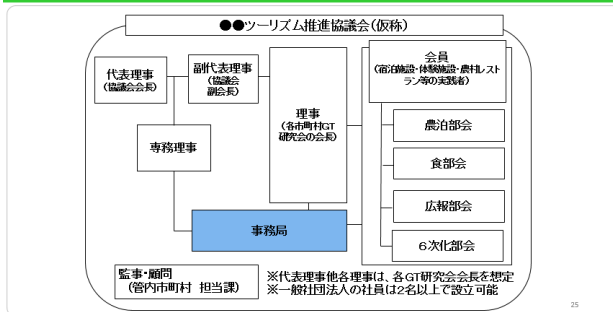 ●●ツーリズム推進協議会(仮称)
代表理事
(協議会会長)
副代表理事
(協議会
副会長)
理事
(各市町村GT
研究会の会長)
会員
(宿泊施設・体験施設・農村レスト
ラン等の実践者)
専務理事
農泊部会
食部会
広報部会
6次化部会
事務局
監事・顧問
(管内市町村 担当課)
※代表理事他各理事は、各GT研究会会長を想定
※一般社団法人の社員は2名以上で設立可能
25